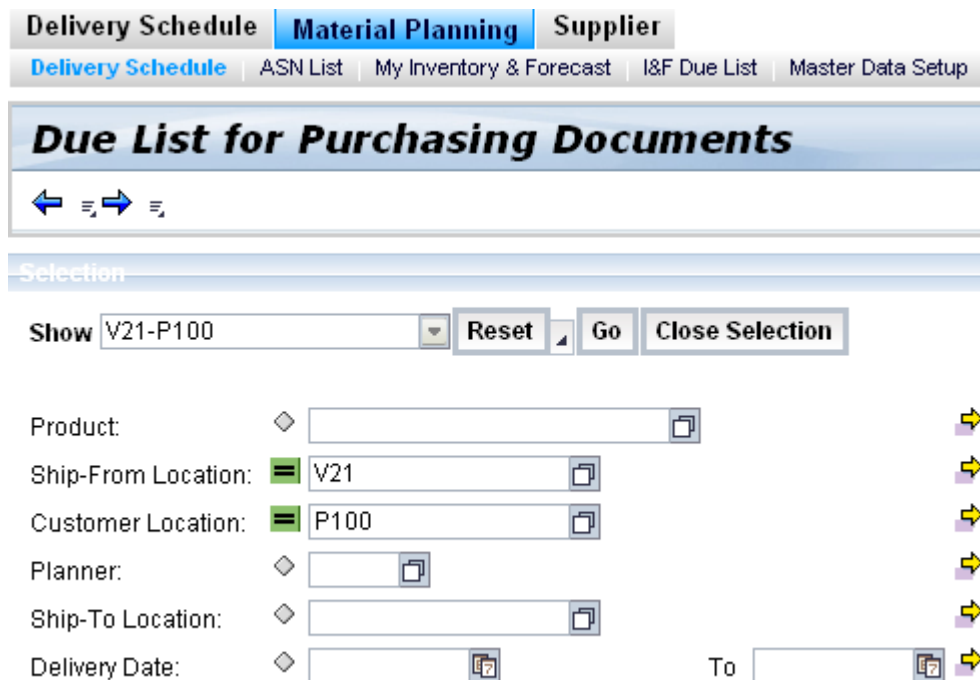 Delivery Schedule Material Planning Supplier
Delivery Schedule ASN List My Inventory & Forecast I&F Due List Master Data Setup
Due List for Purchasing Documents
Selection
Show V21-P100 Reset Go Close Selection
Product:
Ship-From Location: V21
Customer Location: P100
Planner:
Ship-To Location:
Delivery Date: To